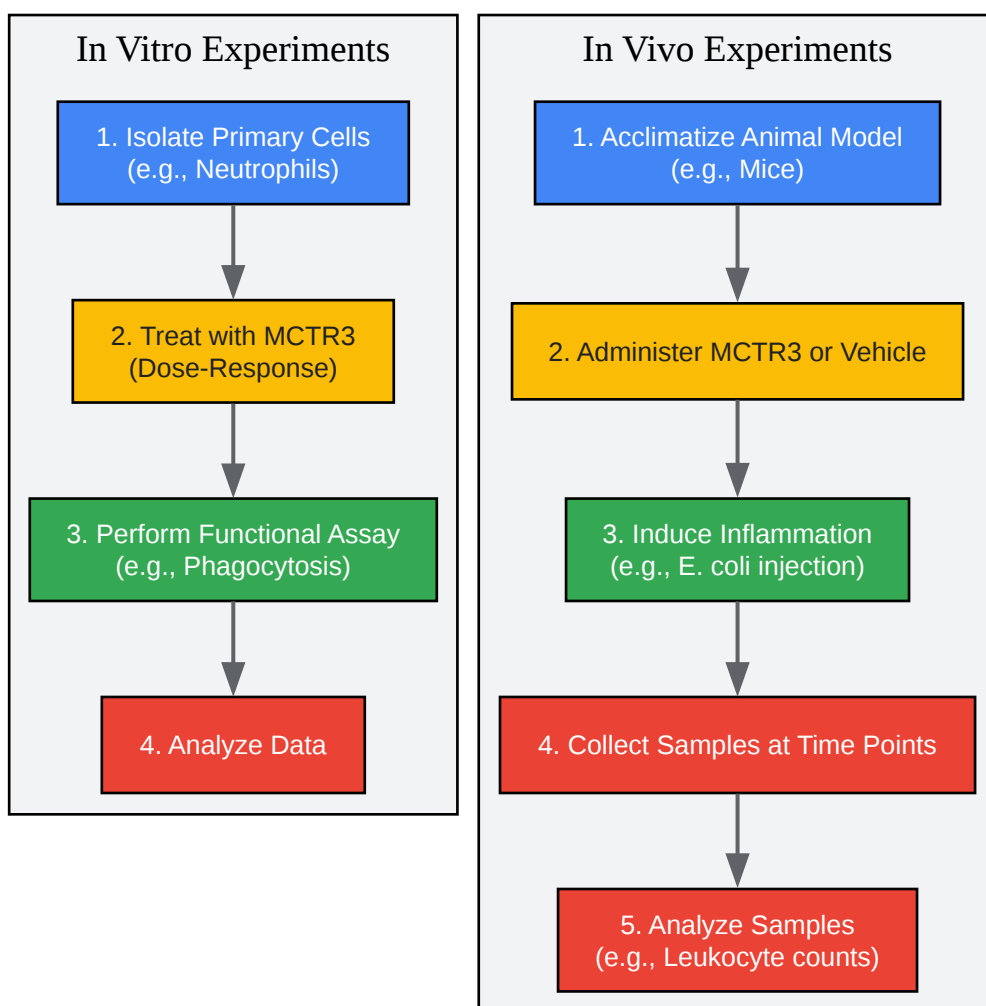 In Vitro Experiments
1. Isolate Primary Cells
(e.g., Neutrophils)
2. Treat with MCTR3
(Dose-Response)
3. Perform Functional Assay
(e.g., Phagocytosis)
4. Analyze Data
In Vivo Experiments
1. Acclimatize Animal Model
(e.g., Mice)
2. Administer MCTR3 or Vehicle
3. Induce Inflammation
(e.g., E. coli injection)
4. Collect Samples at Time Points
5. Analyze Samples
(e.g., Leukocyte counts)